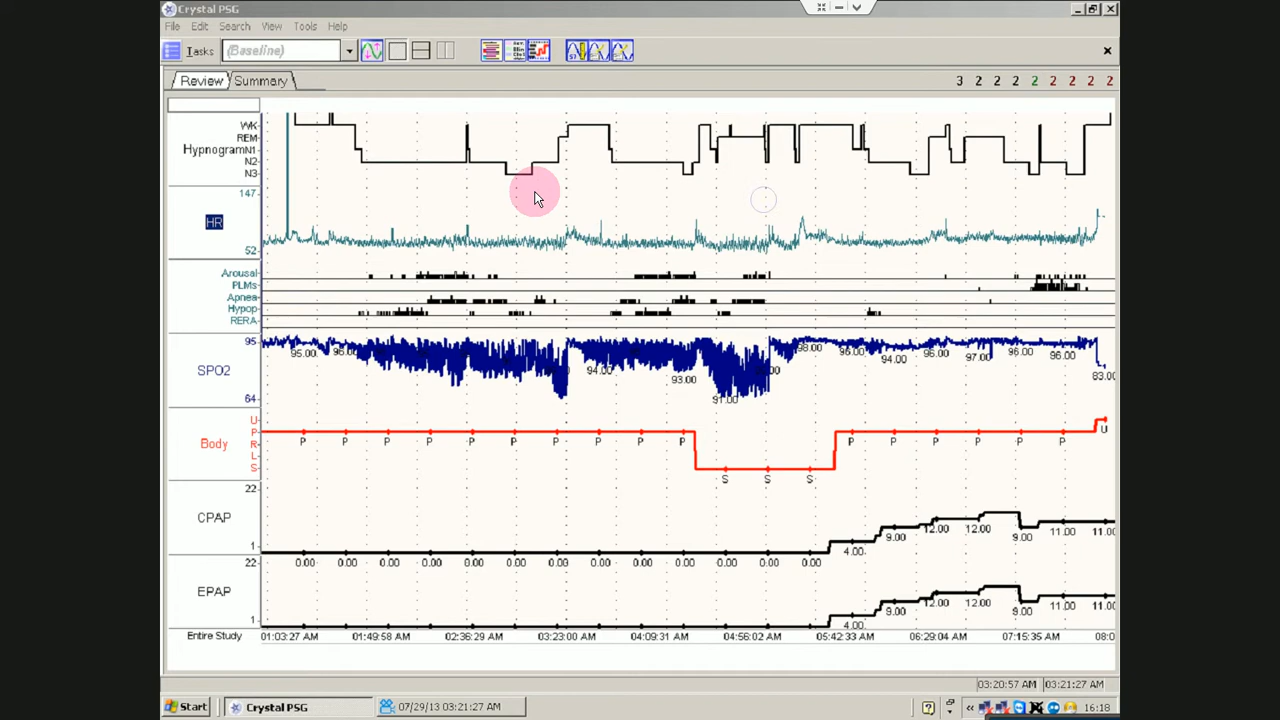 Crystal PSG
File Edit Search View Tools Help
Tasks (Baseline)
Review Summary 3 2 2 2 2 2 2 2 2
WK
REM
Hypnogram N1
N2
N3
147
HR
52
Arousal
PLMs
Apnea
Hypop
RERA
95
95.00 96.00 98.00 96.00 94.00 96.00 97.00 96.00 96.00
SPO2 94.00 93.00 83.00
64 91.00
U
P
Body R P P P P P P P P P P P P P P P P U
L
S
S S S
22
CPAP
9.00 12.00 12.00 9.00 11.00 11.00
1 4.00
22 0.00 0.00 0.00 0.00 0.00 0.00 0.00 0.00 0.00 0.00 0.00 0.00 0.00
EPAP
9.00 12.00 12.00 9.00 11.00 11.00
1 4.00
Entire Study 01:03:27 AM 01:49:58 AM 02:36:29 AM 03:23:00 AM 04:09:31 AM 04:56:02 AM 05:42:33 AM 06:29:04 AM 07:15:35 AM 08:0
03:20:57 AM 03:21:27 AM
Start Crystal PSG 07/29/13 03:21:27 AM 16:18